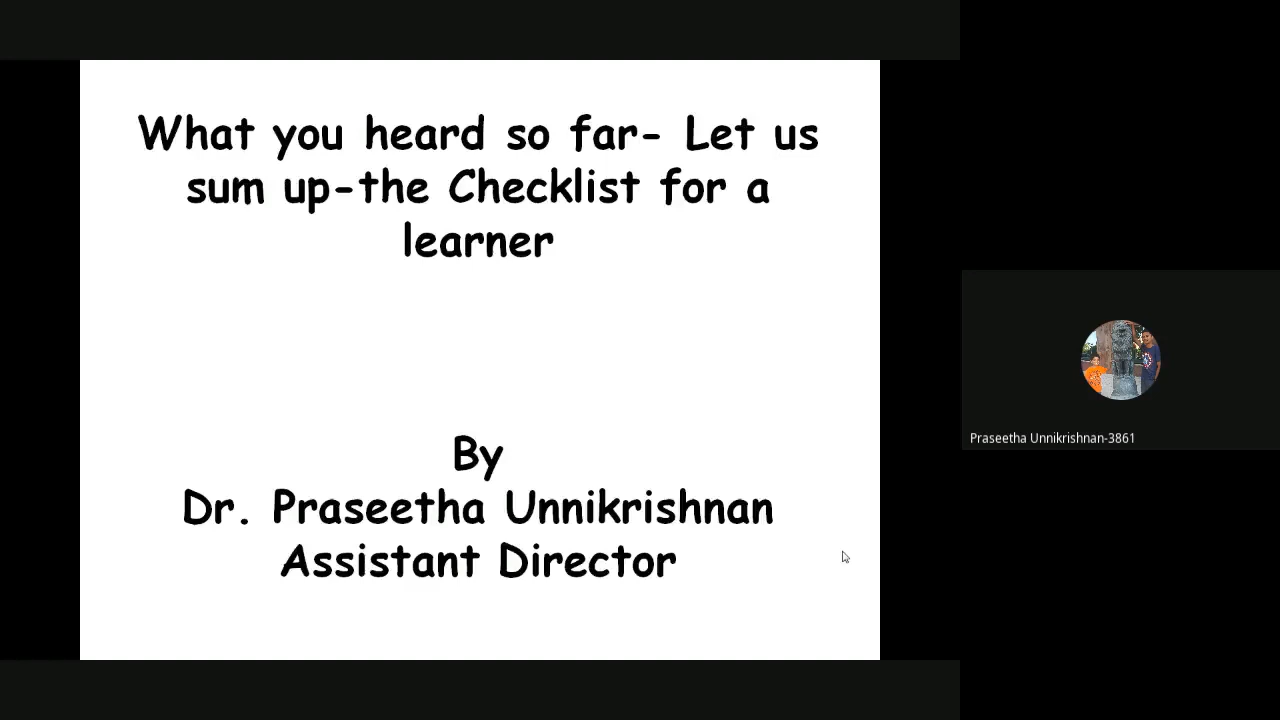 What you heard so far- Let us
sum up-the Checklist for a
learner
By
Dr. Praseetha Unnikrishnan
Assistant Director
Praseetha Unnikrishnan-3861